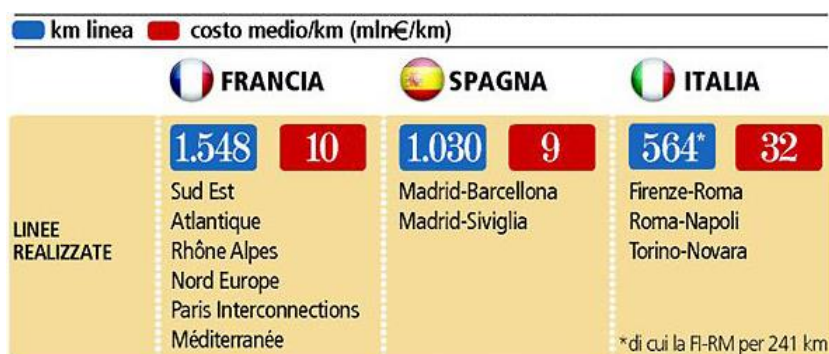 km linea costo medio/km (mln€/km)
FRANCIA SPAGNA ITALIA
1.548 10 1.030 9 564* 32
LINEE
REALIZZATE
Sud Est
Atlantique
Rhône Alpes
Nord Europe
Paris Interconnections
Méditerranée
Madrid-Barcellona
Madrid-Siviglia
Firenze-Roma
Roma-Napoli
Torino-Novara
*di cui la FI-RM per 241 km